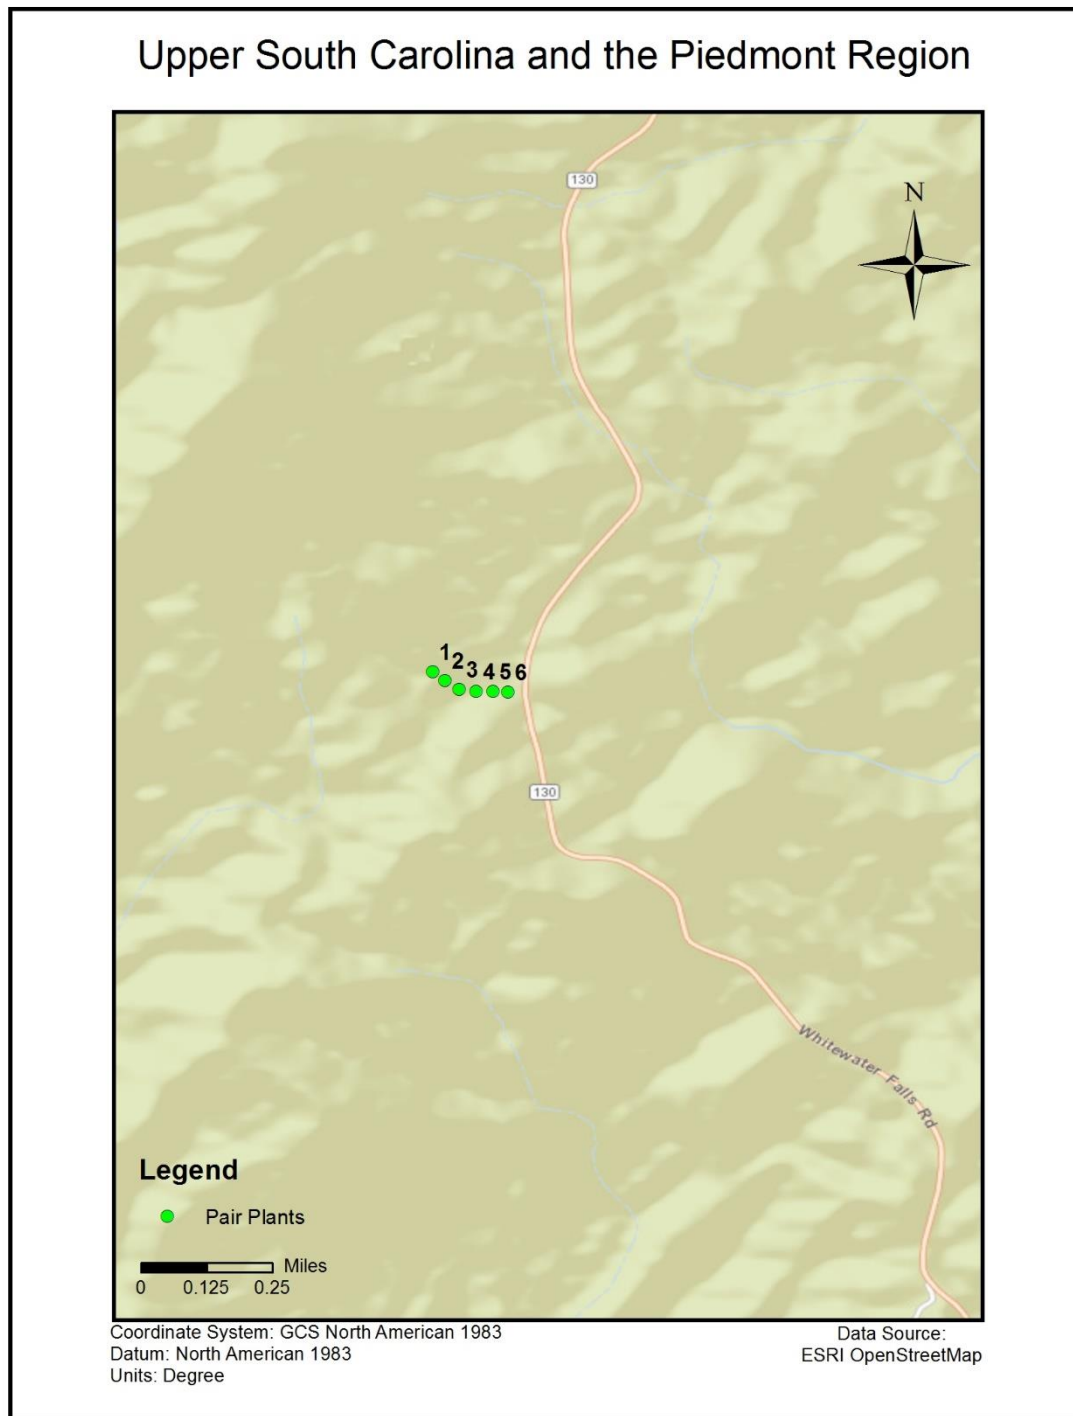 Upper South Carolina and the Piedmont Region
130
N
1
2
3
4
5
6
130
Whitewater Falls Rd
Legend
Pair Plants
Miles
0 0.125 0.25
Coordinate System: GCS North American 1983
Datum: North American 1983
Units: Degree
Data Source:
ESRI OpenStreetMap